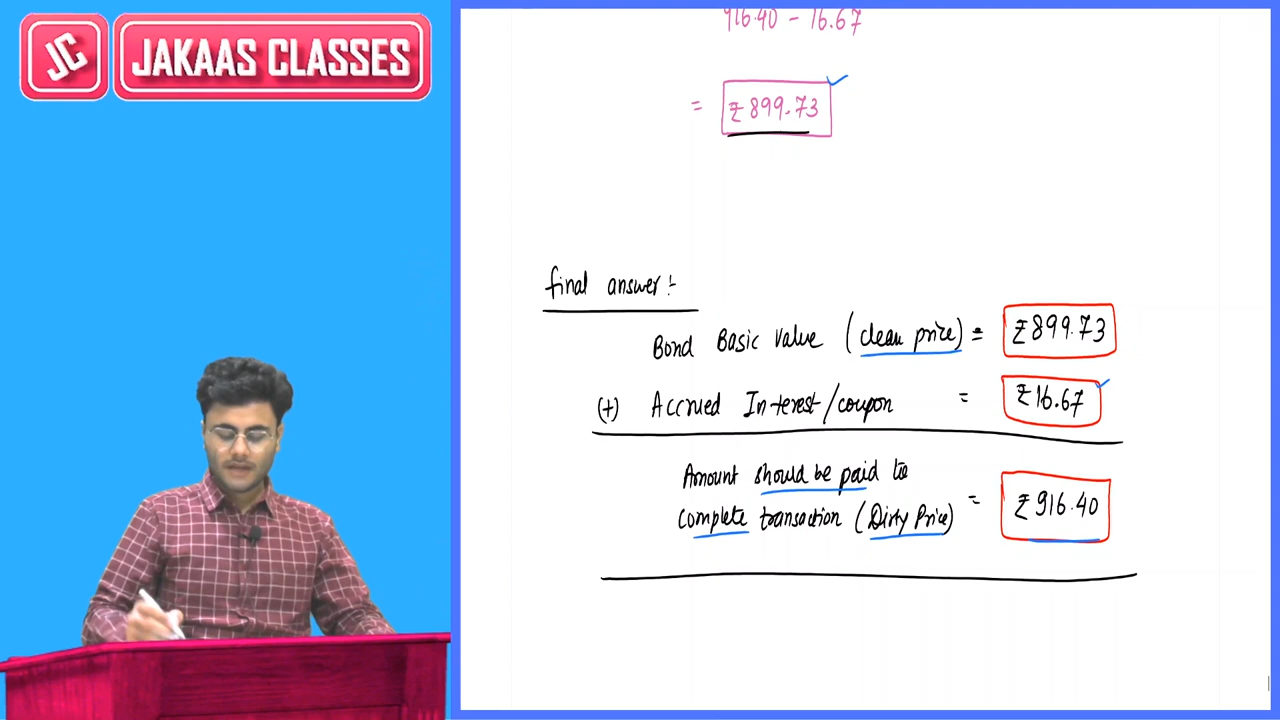 JC
JAKAAS CLASSES
916.40 - 16.67
= ₹899.73
final answer:-
Bond Basic value (clean price) = ₹899.73
(+) Accrued Interest/coupon = ₹16.67
Amount should be paid to
complete transaction (Dirty Price) = ₹916.40